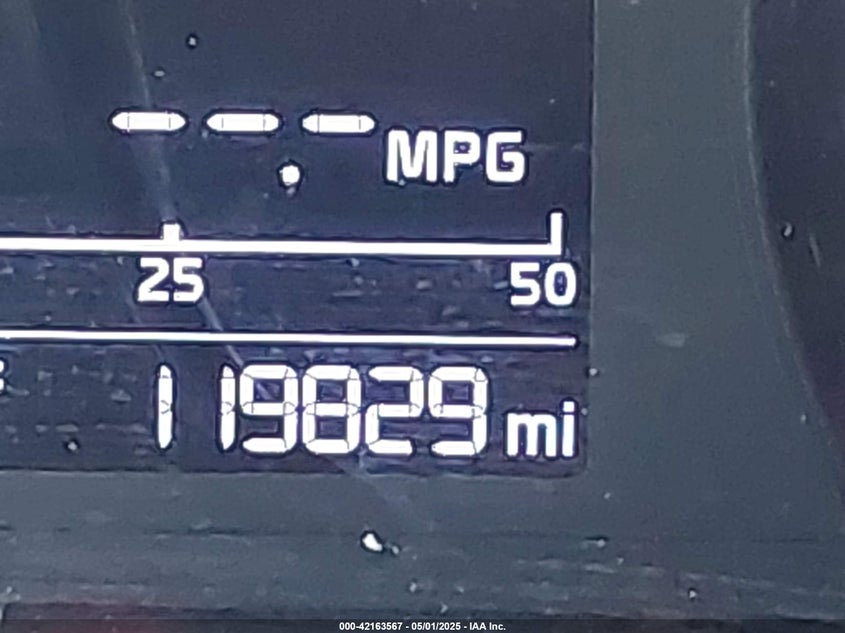 --- MPG
25 50
119829 mi
000-42163567 - 05/01/2025 - IAA Inc.